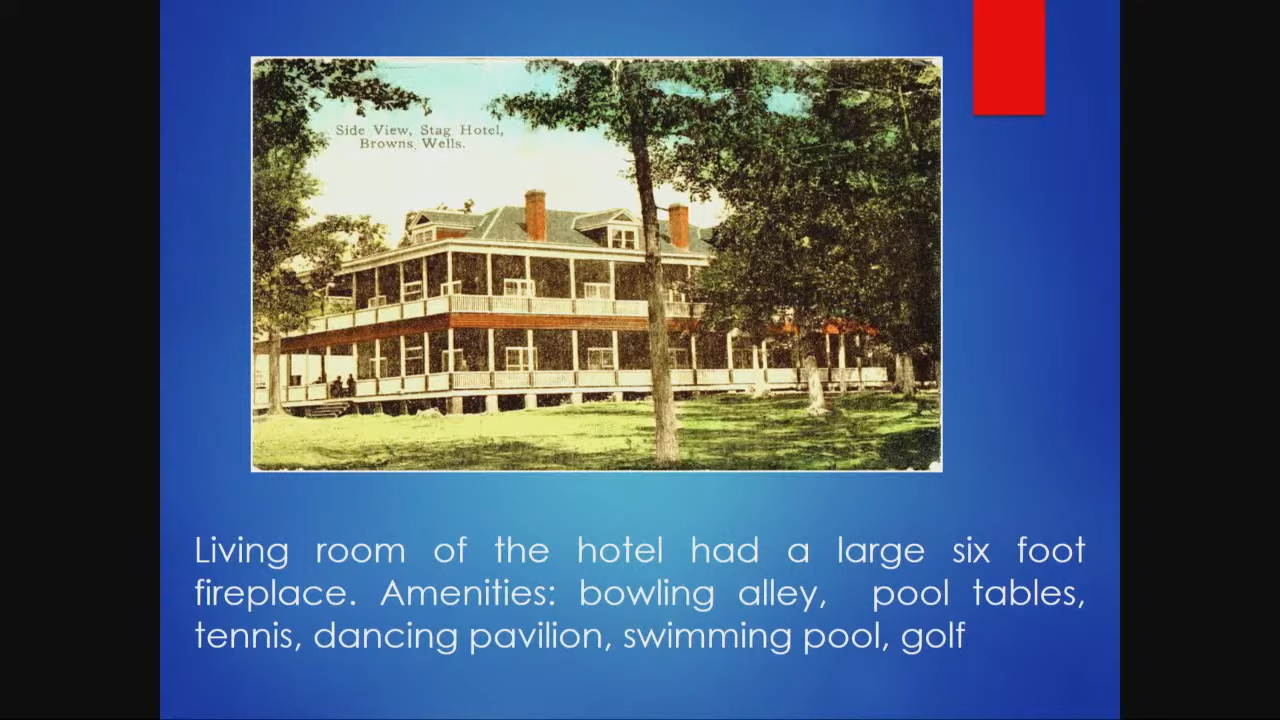 Side View, Stag Hotel,
Browns Wells.
Living room of the hotel had a large six foot
fireplace. Amenities: bowling alley, pool tables,
tennis, dancing pavilion, swimming pool, golf